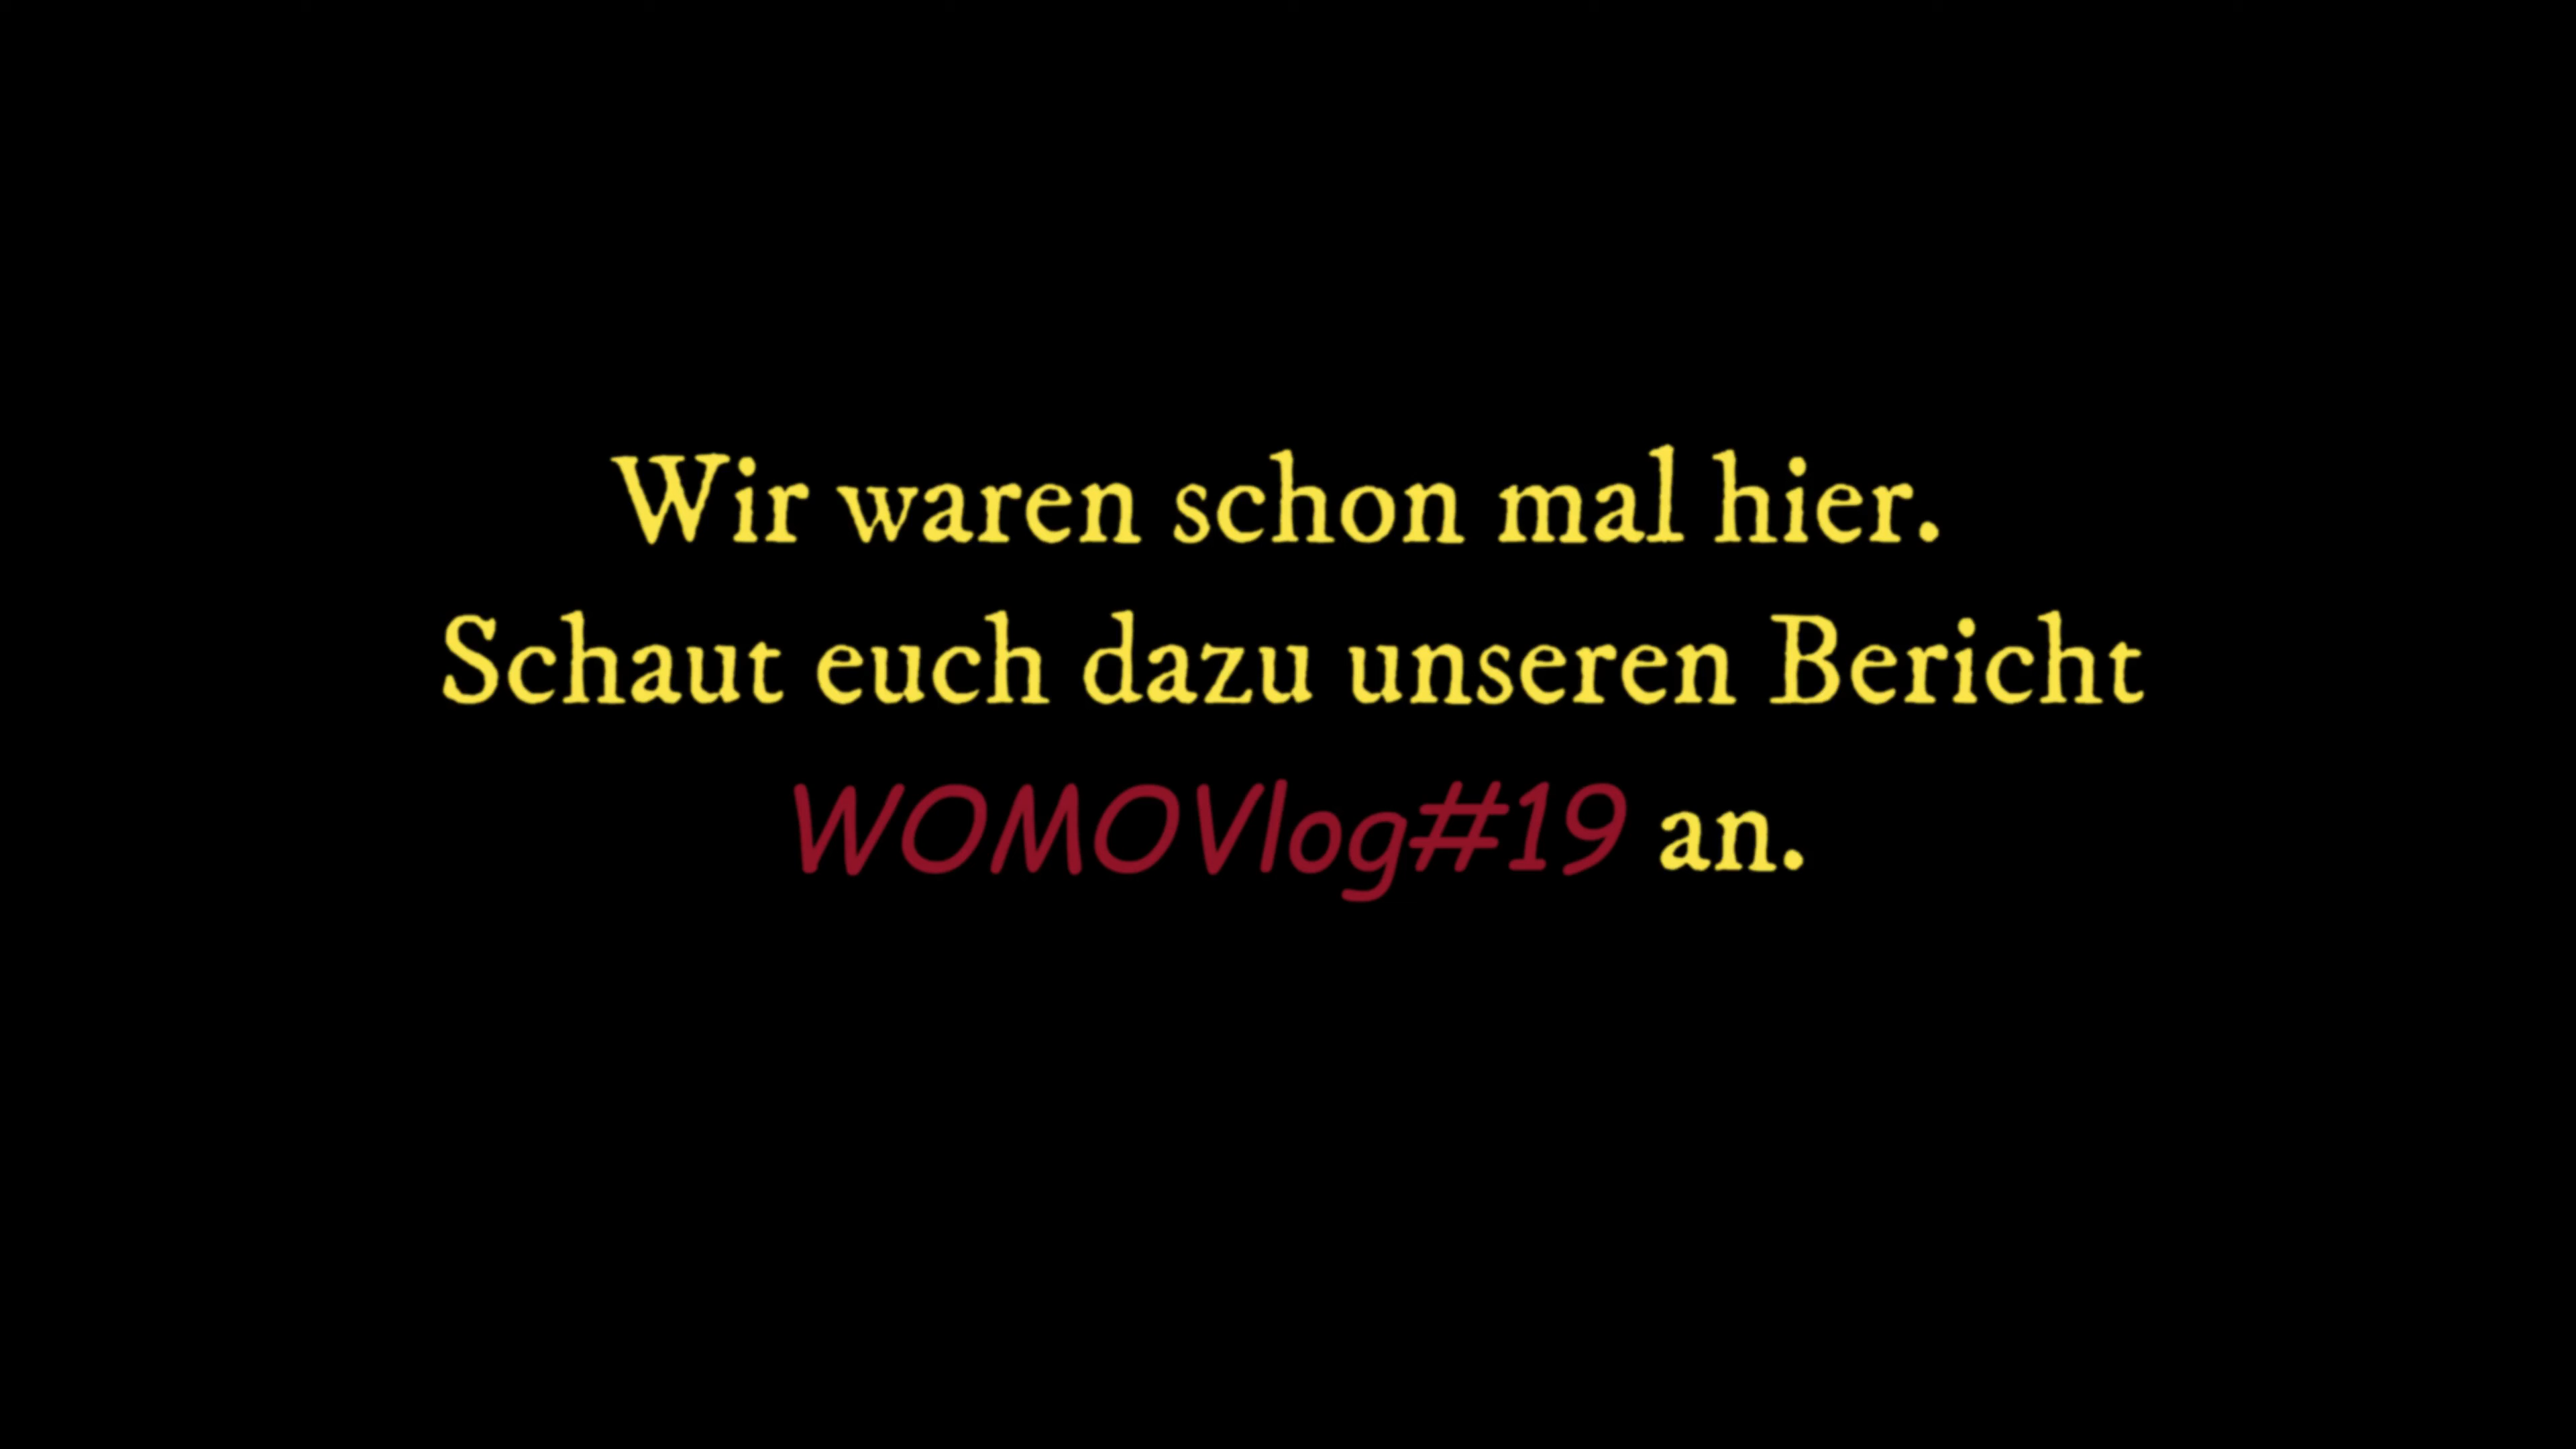 Wir waren schon mal hier.
Schaut euch dazu unseren Bericht
WOMOVlog#19 an.